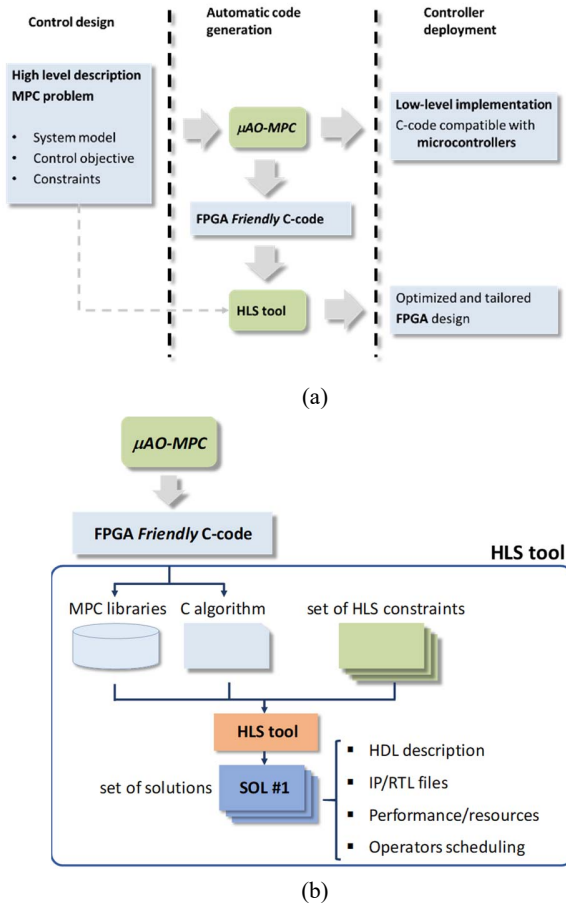 Control design
Automatic code
generation
Controller
deployment
High level description
MPC problem
• System model
• Control objective
• Constraints
µAO-MPC
Low-level implementation
C-code compatible with
microcontrollers
FPGA Friendly C-code
HLS tool
Optimized and tailored
FPGA design
(a)
µAO-MPC
FPGA Friendly C-code
HLS tool
MPC libraries
C algorithm
set of HLS constraints
HLS tool
set of solutions
SOL #1
▪ HDL description
▪ IP/RTL files
▪ Performance/resources
▪ Operators scheduling
(b)